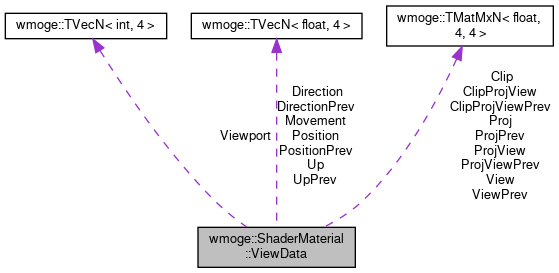 wmoge::TVecN< int, 4 >
wmoge::TVecN< float, 4 >
wmoge::TMatMxN< float,
4, 4 >
Viewport
Direction
DirectionPrev
Movement
Position
PositionPrev
Up
UpPrev
Clip
ClipProjView
ClipProjViewPrev
Proj
ProjPrev
ProjView
ProjViewPrev
View
ViewPrev
wmoge::ShaderMaterial
::ViewData